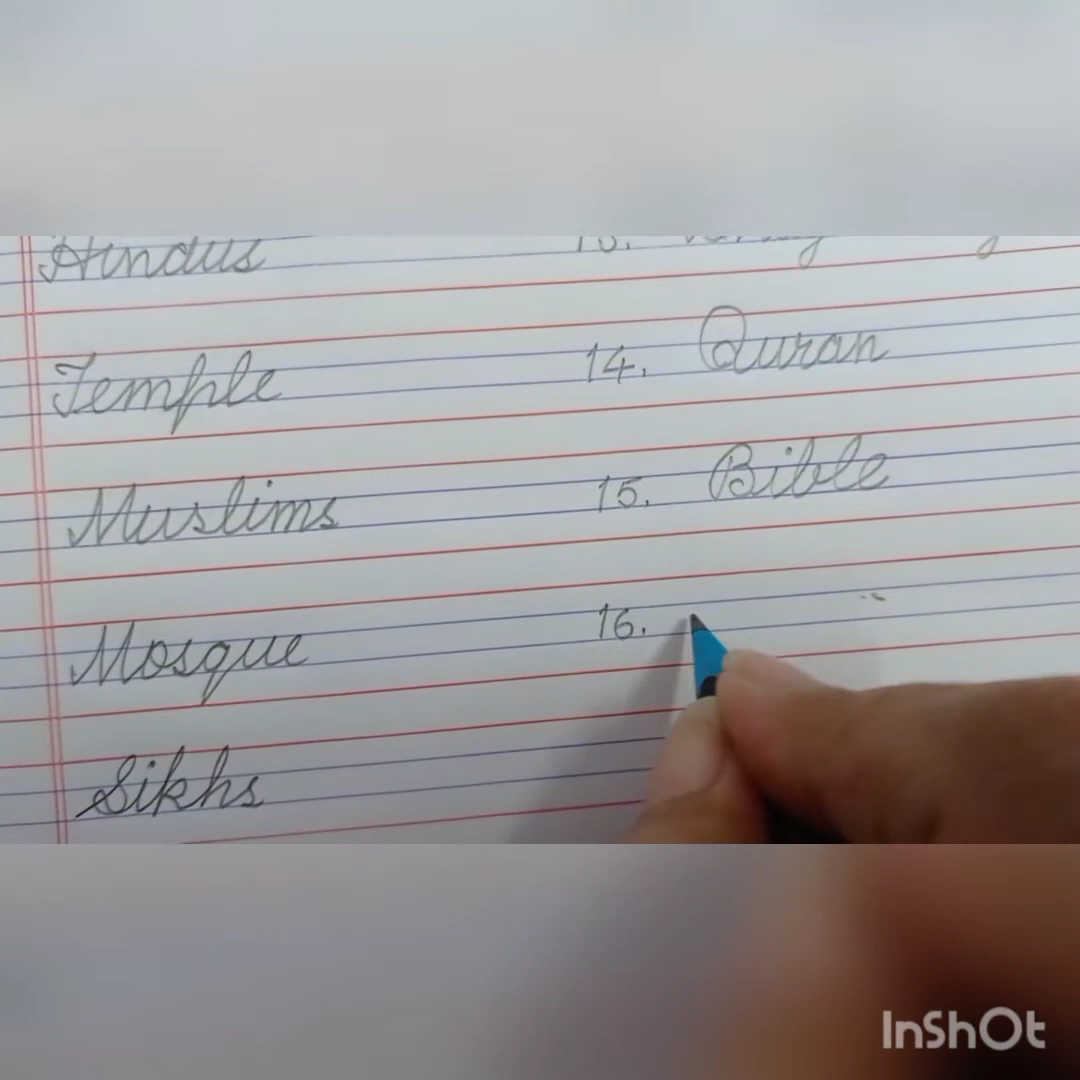 Hindus
Temple
Muslims
Mosque
Sikhs
14. Quran
15. Bible
16.
InShOt